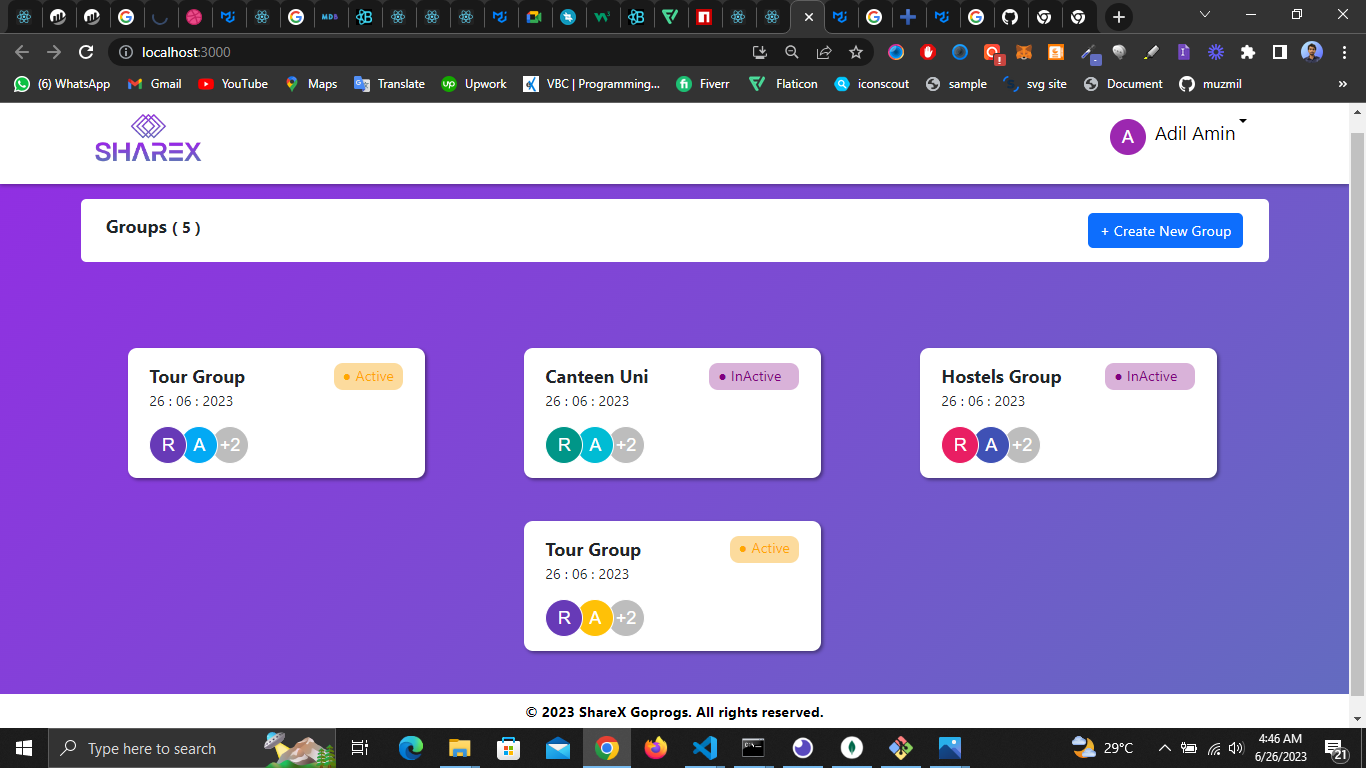 localhost:3000
(6) WhatsApp
Gmail
YouTube
Maps
Translate
Upwork
VBC | Programming...
Fiverr
Flaticon
iconscout
sample
svg site
Document
muzmil
»
SHAREX
A Adil Amin
Groups ( 5 )
+ Create New Group
Tour Group
• Active
26 : 06 : 2023
R A +2
Canteen Uni
• InActive
26 : 06 : 2023
R A +2
Hostels Group
• InActive
26 : 06 : 2023
R A +2
Tour Group
• Active
26 : 06 : 2023
R A +2
© 2023 ShareX Goprogs. All rights reserved.
Type here to search
29°C
4:46 AM
6/26/2023
21